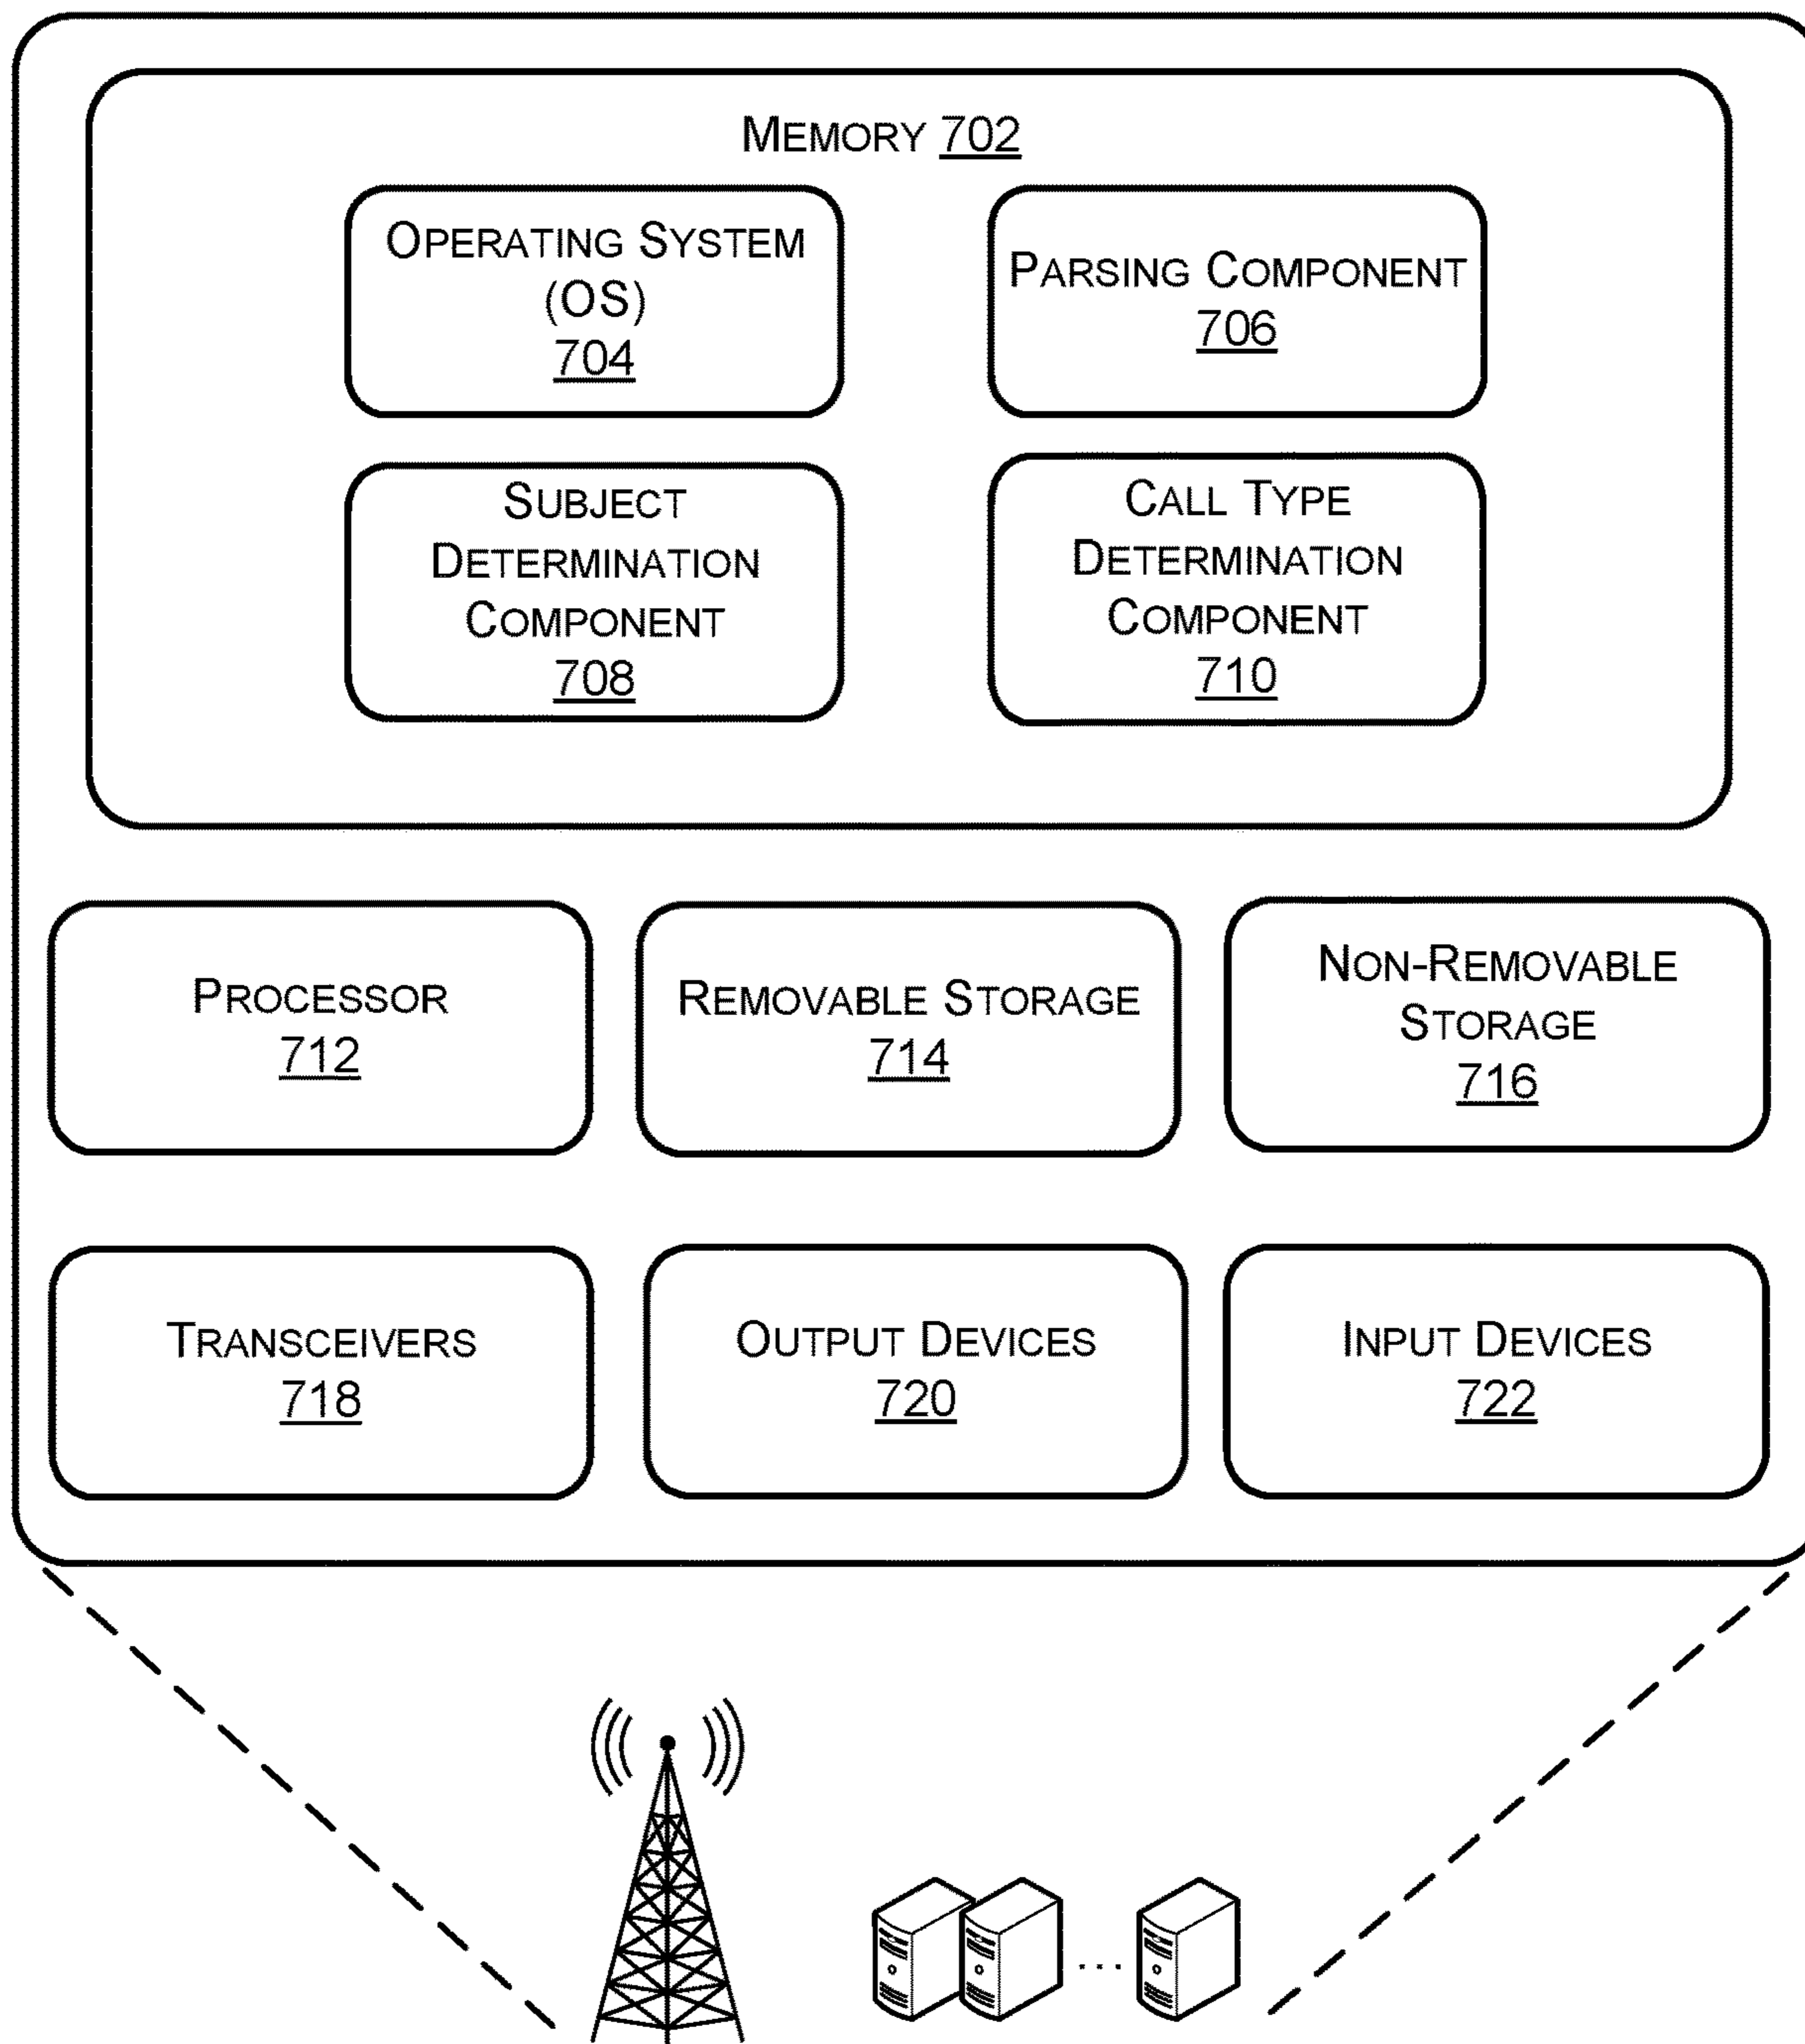 MEMORY 702
OPERATING SYSTEM
(OS)
704
PARSING COMPONENT
706
SUBJECT
DETERMINATION
COMPONENT
708
CALL TYPE
DETERMINATION
COMPONENT
710
PROCESSOR
712
REMOVABLE STORAGE
714
NON-REMOVABLE
STORAGE
716
TRANSCEIVERS
718
OUTPUT DEVICES
720
INPUT DEVICES
722
...